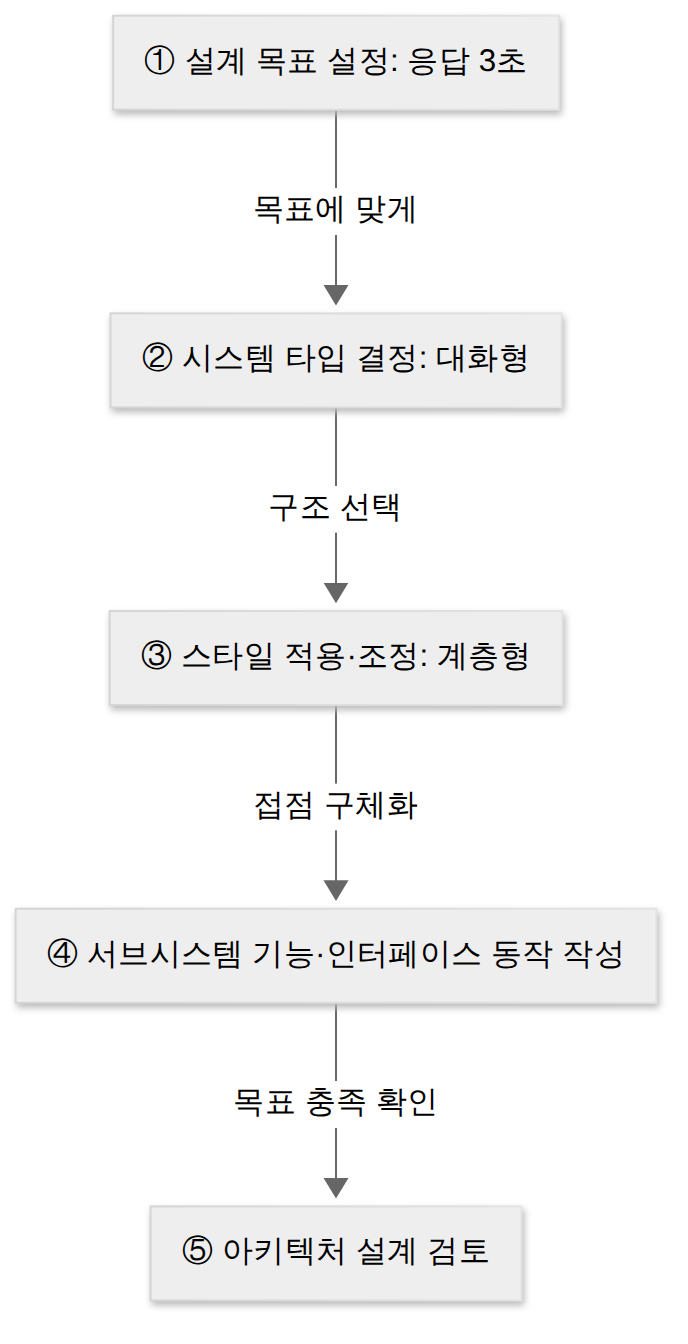 ① 설계 목표 설정: 응답 3초
목표에 맞게
② 시스템 타입 결정: 대화형
구조 선택
③ 스타일 적용·조정: 계층형
접점 구체화
④ 서브시스템 기능·인터페이스 동작 작성
목표 충족 확인
⑤ 아키텍처 설계 검토